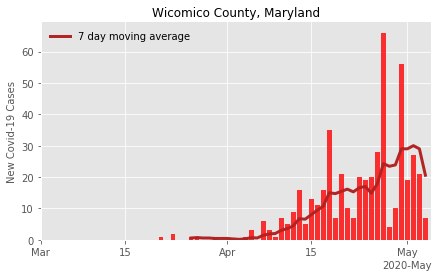 Wicomico County, Maryland
7 day moving average
New Covid-19 Cases
60
50
40
30
20
10
0
Mar
15
Apr
15
May
2020-May